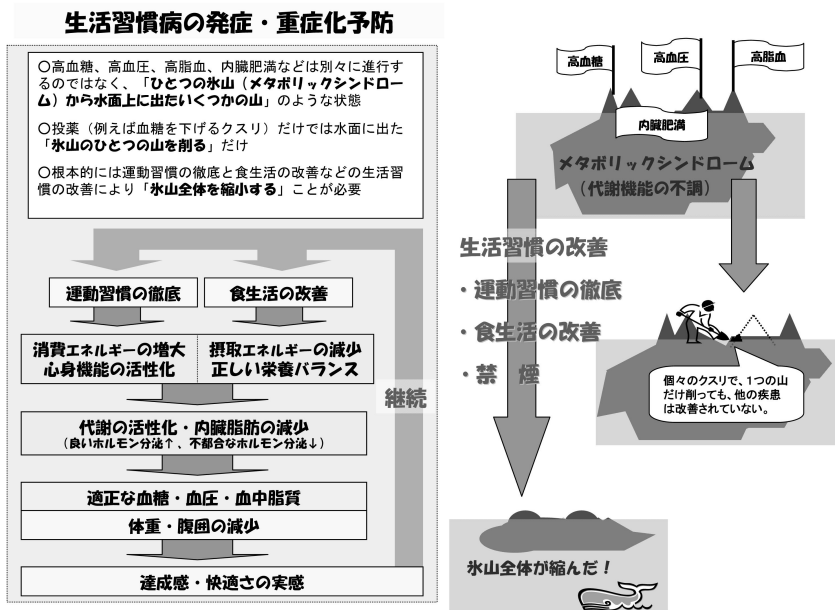 生活習慣病の発症・重症化予防
○高血糖、高血圧、高脂血、内臓肥満などは別々に進行す
るのではなく、「ひとつの氷山（メタボリックシンドロー
ム）から水面上に出たいくつかの山」のような状態
○投薬（例えば血糖を下げるクスリ）だけでは水面に出た
「氷山のひとつの山を削る」だけ
○根本的には運動習慣の徹底と食生活の改善などの生活習
慣の改善により「氷山全体を縮小する」ことが必要
運動習慣の徹底
食生活の改善
消費エネルギーの増大
心身機能の活性化
摂取エネルギーの減少
正しい栄養バランス
継続
代謝の活性化・内臓脂肪の減少
（良いホルモン分泌↑、不都合なホルモン分泌↓）
適正な血糖・血圧・血中脂質
体重・腹囲の減少
達成感・快適さの実感
高血糖
高血圧
高脂血
内臓肥満
メタボリックシンドローム
（代謝機能の不調）
生活習慣の改善
・運動習慣の徹底
・食生活の改善
・禁　煙
個々のクスリで、１つの山
だけ削っても、他の疾患
は改善されていない。
氷山全体が縮んだ！